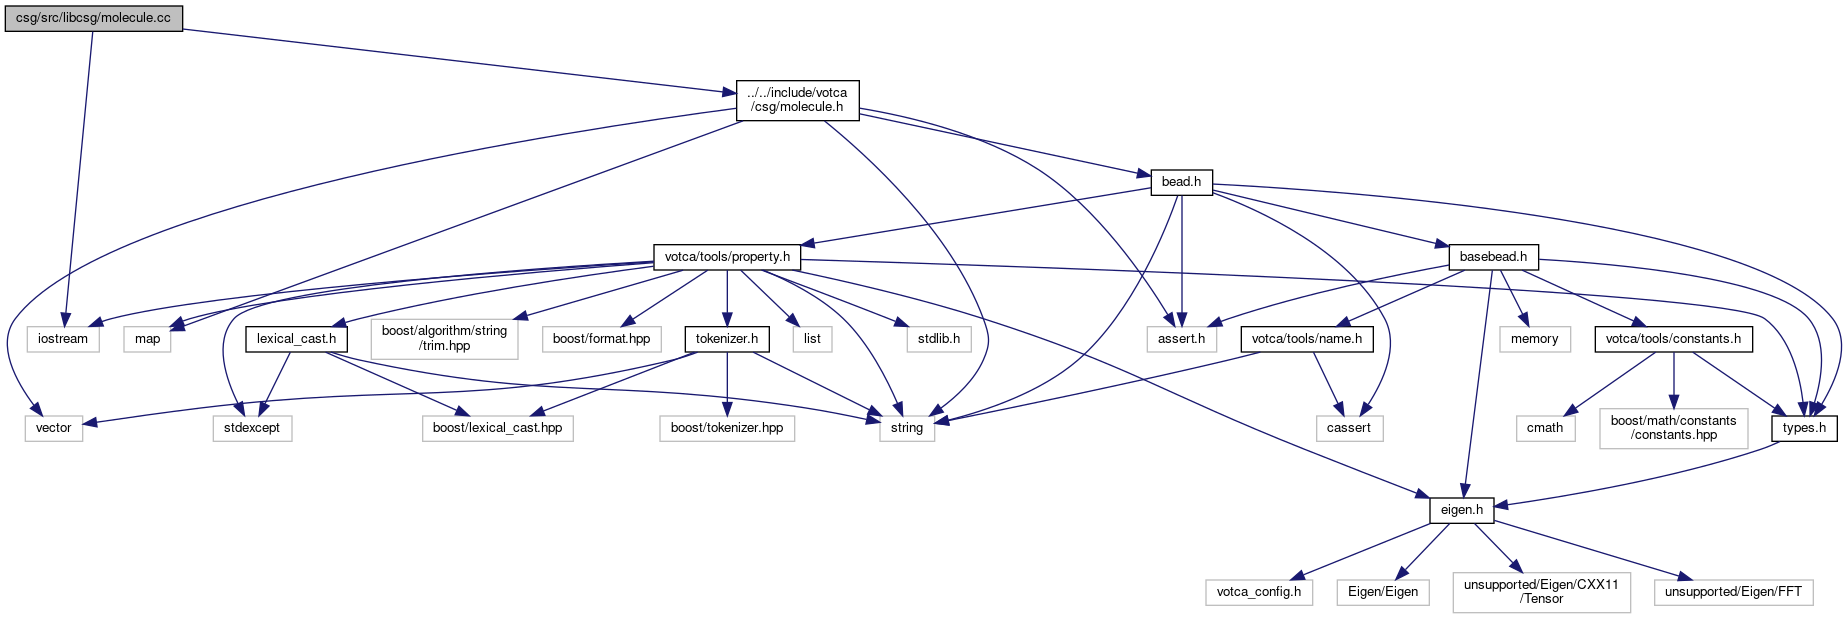 csg/src/libcsg/molecule.cc
../../include/votca
/csg/molecule.h
bead.h
votca/tools/property.h
basebead.h
iostream
map
lexical_cast.h
boost/algorithm/string
/trim.hpp
boost/format.hpp
tokenizer.h
list
stdlib.h
assert.h
votca/tools/name.h
memory
votca/tools/constants.h
vector
stdexcept
boost/lexical_cast.hpp
boost/tokenizer.hpp
string
cassert
cmath
boost/math/constants
/constants.hpp
types.h
eigen.h
votca_config.h
Eigen/Eigen
unsupported/Eigen/CXX11
/Tensor
unsupported/Eigen/FFT